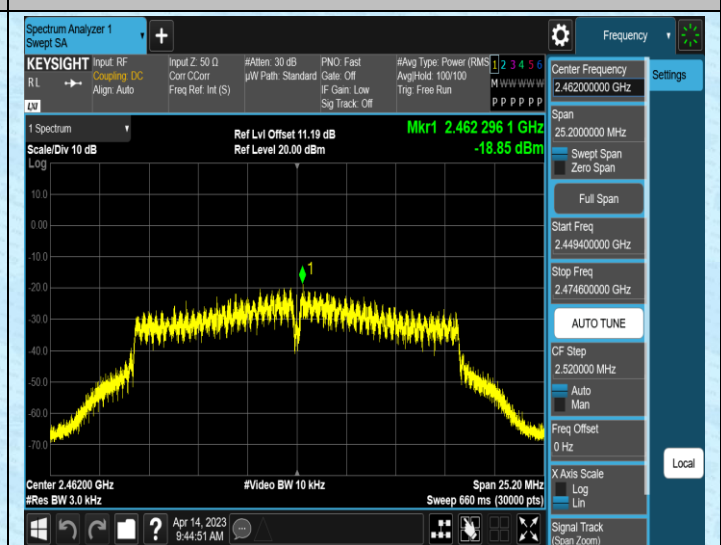 Spectrum Analyzer 1
Swept SA
+
Frequency
KEYSIGHT
RL
LXI
Input: RF
Coupling: DC
Align: Auto
Input Z: 50 Ω
Corr CCorr
Freq Ref: Int (S)
#Atten: 30 dB
µW Path: Standard
PNO: Fast
Gate: Off
IF Gain: Low
Sig Track: Off
#Avg Type: Power (RMS
Avg|Hold: 100/100
Trig: Free Run
1 2 3 4 5 6
M W W W W W
P P P P P P
1 Spectrum
Scale/Div 10 dB
Log
Ref Lvl Offset 11.19 dB
Ref Level 20.00 dBm
Mkr1 2.462 296 1 GHz
-18.85 dBm
10.0
0.00
-10.0
-20.0
-30.0
-40.0
-50.0
-60.0
-70.0
1
Center 2.46200 GHz
#Res BW 3.0 kHz
#Video BW 10 kHz
Span 25.20 MHz
Sweep 660 ms (30000 pts)
Center Frequency
2.462000000 GHz
Span
25.2000000 MHz
Swept Span
Zero Span
Full Span
Start Freq
2.449400000 GHz
Stop Freq
2.474600000 GHz
AUTO TUNE
CF Step
2.520000 MHz
Auto
Man
Freq Offset
0 Hz
X Axis Scale
Log
Lin
Signal Track
(Span Zoom)
Settings
Local
?
Apr 14, 2023
9:44:51 AM